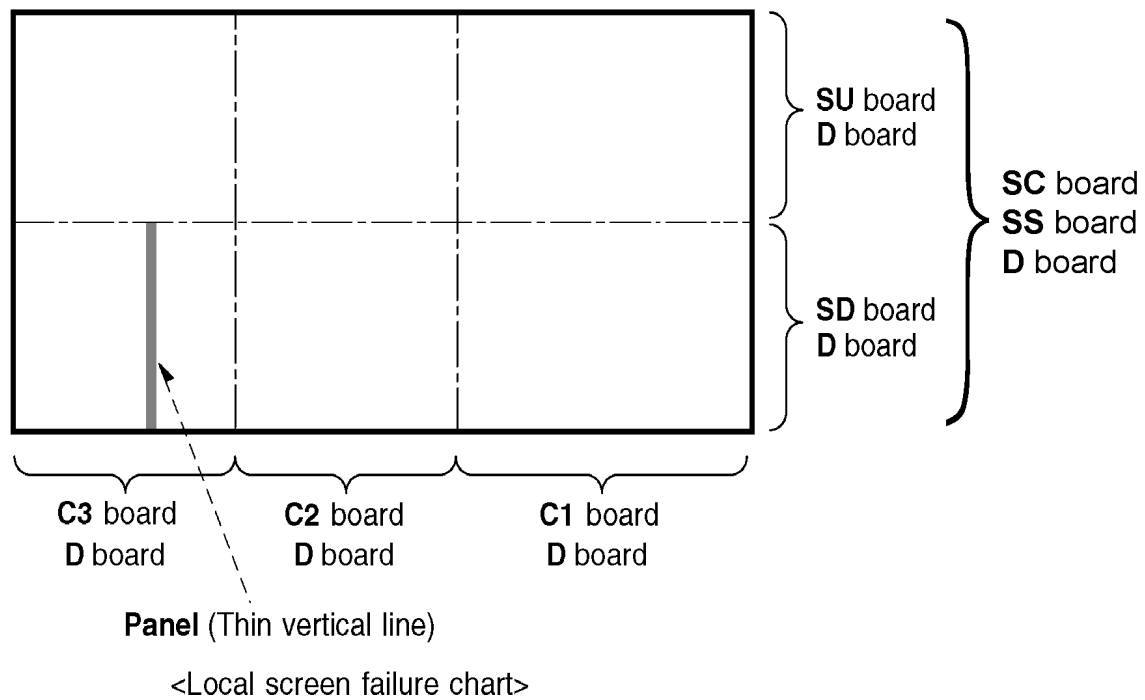 SU board
D board
SC board
SS board
D board
SD board
D board
C3 board
D board
C2 board
D board
C1 board
D board
Panel (Thin vertical line)
<Local screen failure chart>